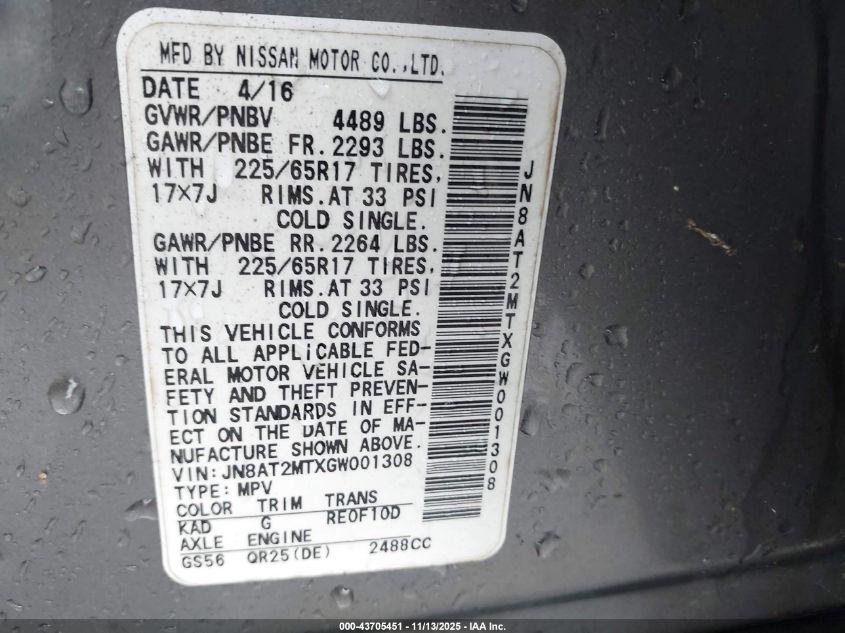 MFD BY NISSAN MOTOR CO.,LTD.
DATE 4/16
GVWR/PNBV 4489 LBS.
GAWR/PNBE FR. 2293 LBS.
WITH 225/65R17 TIRES,
17×7J RIMS.AT 33 PSI
COLD SINGLE.
GAWR/PNBE RR. 2264 LBS.
WITH 225/65R17 TIRES,
17×7J RIMS.AT 33 PSI
COLD SINGLE.
THIS VEHICLE CONFORMS
TO ALL APPLICABLE FED-
ERAL MOTOR VEHICLE SA-
FETY AND THEFT PREVEN-
TION STANDARDS IN EFF-
ECT ON THE DATE OF MA-
NUFACTURE SHOWN ABOVE.
VIN: JN8AT2MTXGW001308
TYPE: MPV
COLOR TRIM TRANS
KAD G RE0F10D
AXLE ENGINE
GS56 QR25(DE) 2488CC
JN8AT2MTXGW001308
000-43705451 - 11/13/2025 - IAA Inc.